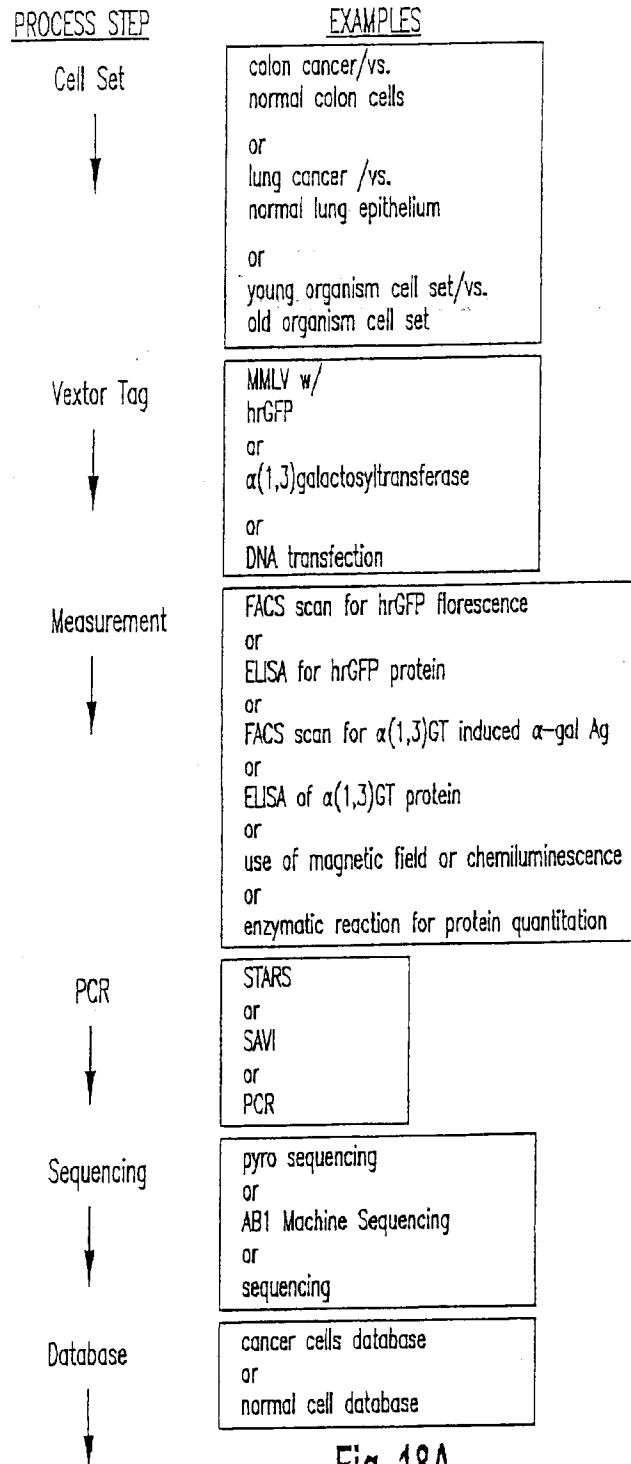 PROCESS STEP
EXAMPLES
Cell Set
colon cancer/vs.
normal colon cells
or
lung cancer /vs.
normal lung epithelium
or
young organism cell set/vs.
old organism cell set
Vextor Tag
MMLV w/
hrGFP
or
α(1,3)galactosyltransferase
or
DNA transfection
Measurement
FACS scan for hrGFP florescence
or
ELISA for hrGFP protein
or
FACS scan for α(1,3)GT induced α-gal Ag
or
ELISA of α(1,3)GT protein
or
use of magnetic field or chemiluminescence
or
enzymatic reaction for protein quantitation
PCR
STARS
or
SAVI
or
PCR
Sequencing
pyro sequencing
or
AB1 Machine Sequencing
or
sequencing
Database
cancer cells database
or
normal cell database
Fig. 18A